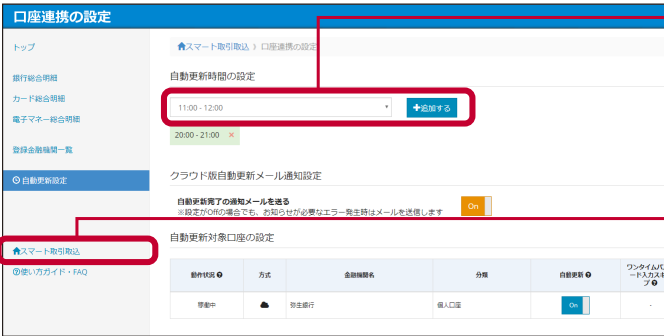 口座連携の設定
トップ
銀行総合明細
カード総合明細
電子マネー総合明細
登録金融機関一覧
自動更新設定
スマート取引取込
使い方ガイド・FAQ
スマート取引取込 〉 口座連携の設定
自動更新時間の設定
11:00 - 12:00
+追加する
20:00 - 21:00 ×
クラウド版自動更新メール通知設定
自動更新完了の通知メールを送る
※設定がOffの場合でも、お知らせが必要なエラー発生時はメールを送信します
On
自動更新対象口座の設定
動作状況 方式 金融機関名 分類 自動更新 ワンタイムパ
ード入力スキ
プ
稼働中 弥生銀行 個人口座 On -